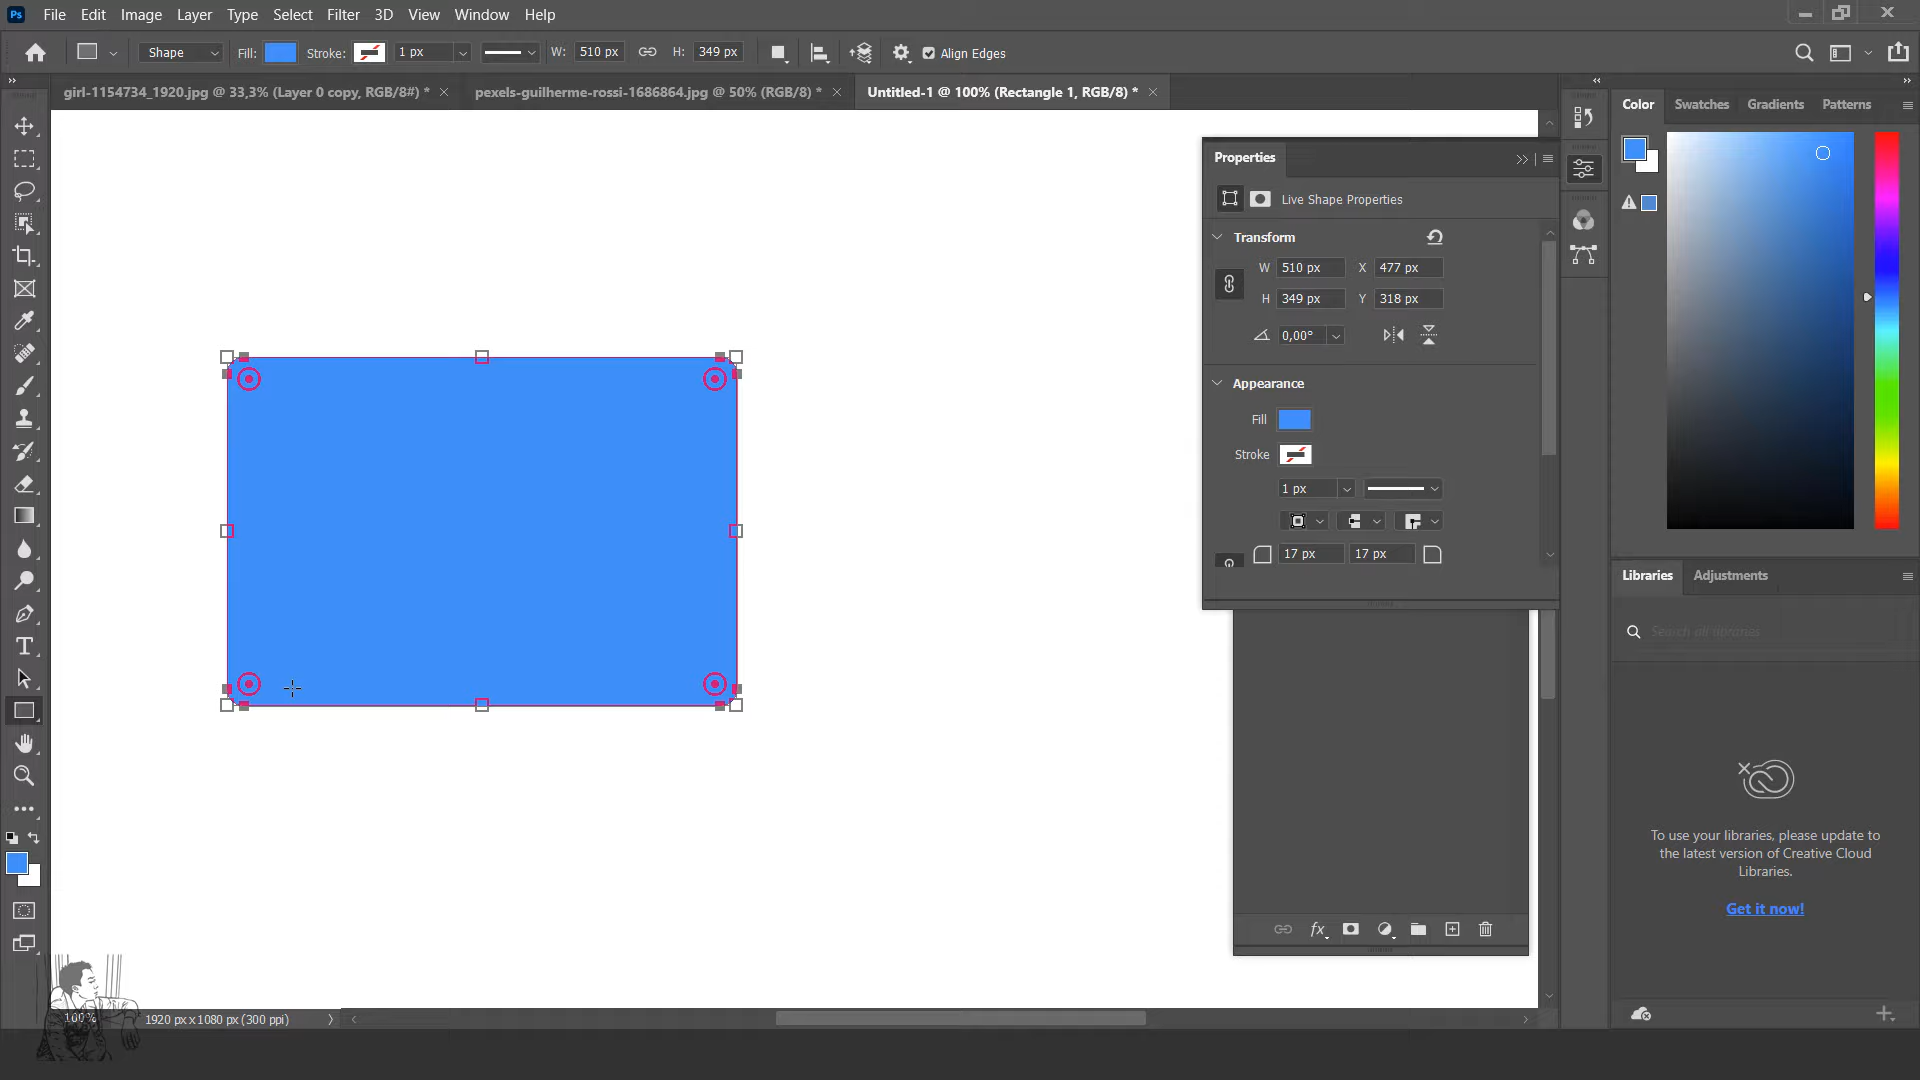 Ps File Edit Image Layer Type Select Filter 3D View Window Help
Shape Fill: Stroke: 1 px W: 510 px H: 349 px Align Edges
girl-1154734_1920.jpg @ 33,3% (Layer 0 copy, RGB/8#) * pexels-guilherme-rossi-1686864.jpg @ 50% (RGB/8) * Untitled-1 @ 100% (Rectangle 1, RGB/8) *
Properties
Live Shape Properties
Transform
W 510 px X 477 px
H 349 px Y 318 px
0,00°
Appearance
Fill
Stroke
1 px
17 px 17 px
fx
Color Swatches Gradients Patterns
Libraries Adjustments
Search all libraries
To use your libraries, please update to
the latest version of Creative Cloud
Libraries.
Get it now!
100% 1920 px x 1080 px (300 ppi)